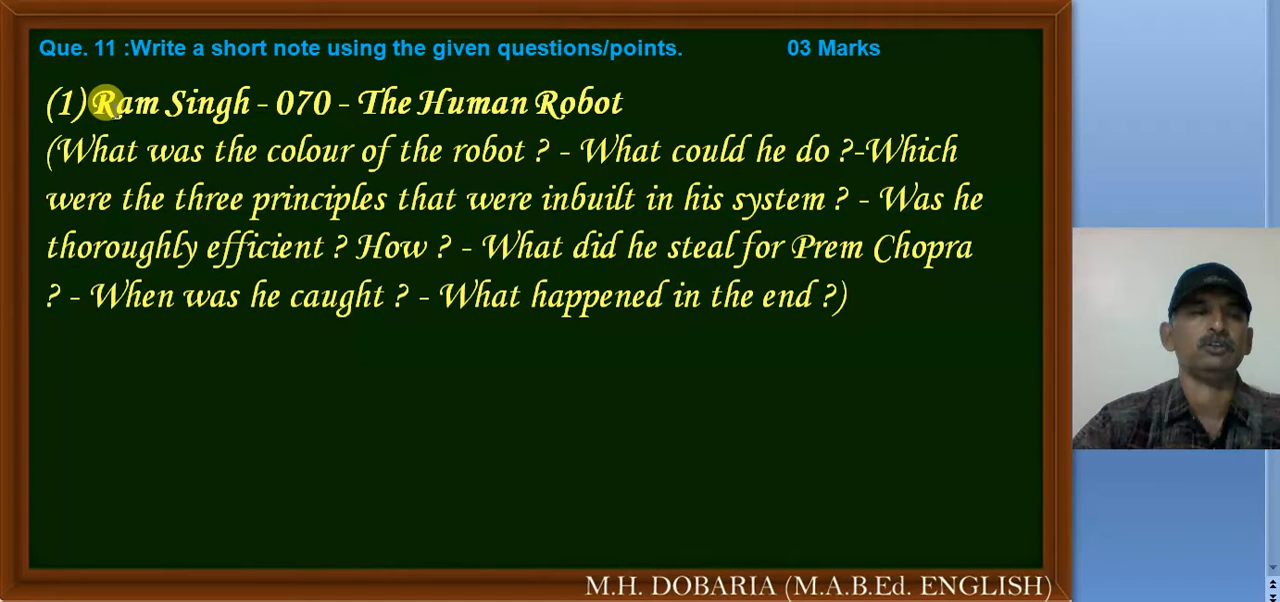 Que. 11 :Write a short note using the given questions/points. 03 Marks
(1) Ram Singh - 070 - The Human Robot
(What was the colour of the robot ? - What could he do ?-Which
were the three principles that were inbuilt in his system ? - Was he
thoroughly efficient ? How ? - What did he steal for Prem Chopra
? - When was he caught ? - What happened in the end ?)
M.H. DOBARIA (M.A.B.Ed. ENGLISH)